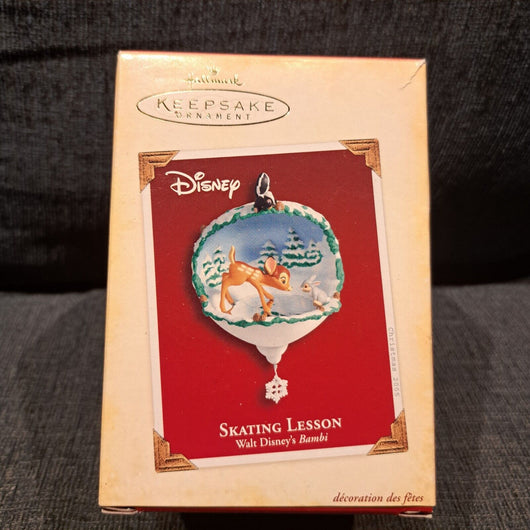 Hallmark
KEEPSAKE
ORNAMENT
Disney
Christmas 2005
SKATING LESSON
Walt Disney's Bambi
décoration des fêtes